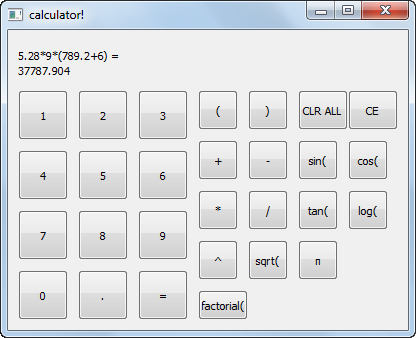 calculator!
5.28*9*(789.2+6) =
37787.904
1 2 3 ( ) CLR ALL CE
4 5 6 + - sin( cos(
7 8 9 * / tan( log(
^ sqrt( n
0 . = factorial(